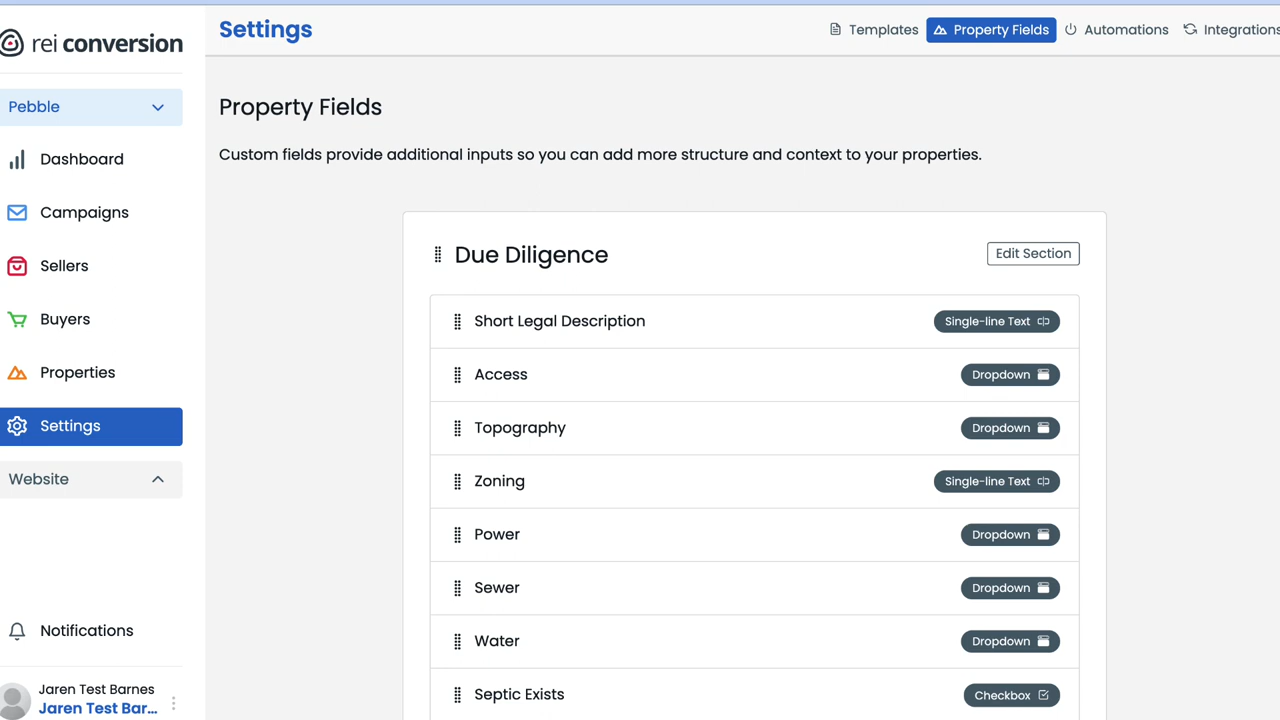 rei conversion
Pebble
Dashboard
Campaigns
Sellers
Buyers
Properties
Settings
Website
Notifications
Jaren Test Barnes
Jaren Test Bar...
Settings
Templates
Property Fields
Automations
Integrations
Property Fields
Custom fields provide additional inputs so you can add more structure and context to your properties.
Due Diligence
Edit Section
Short Legal Description
Single-line Text
Access
Dropdown
Topography
Dropdown
Zoning
Single-line Text
Power
Dropdown
Sewer
Dropdown
Water
Dropdown
Septic Exists
Checkbox